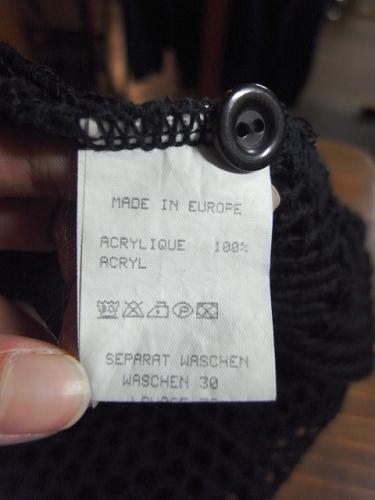 MADE IN EUROPE
ACRYLIQUE 100%
ACRYL
SEPARAT WASCHEN
WASCHEN 30